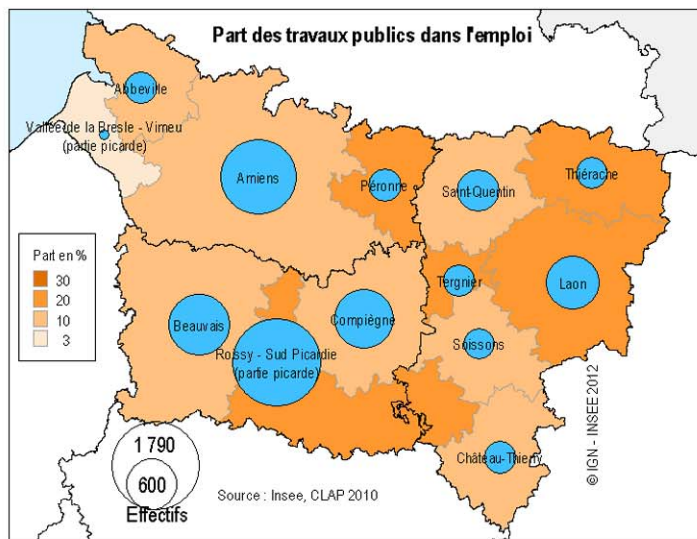 Part des travaux publics dans l'emploi
Abbeville
Vallée de la Bresle - Vimeu
(partie picarde)
Amiens
Péronne
Saint-Quentin
Thiérache
Part en %
30
20
10
3
Tergnier
Laon
Beauvais
Compiègne
Roissy - Sud Picardie
(partie picarde)
Soissons
Château-Thierry
1 790
600
Effectifs
Source : Insee, CLAP 2010
© IGN - INSEE 2012